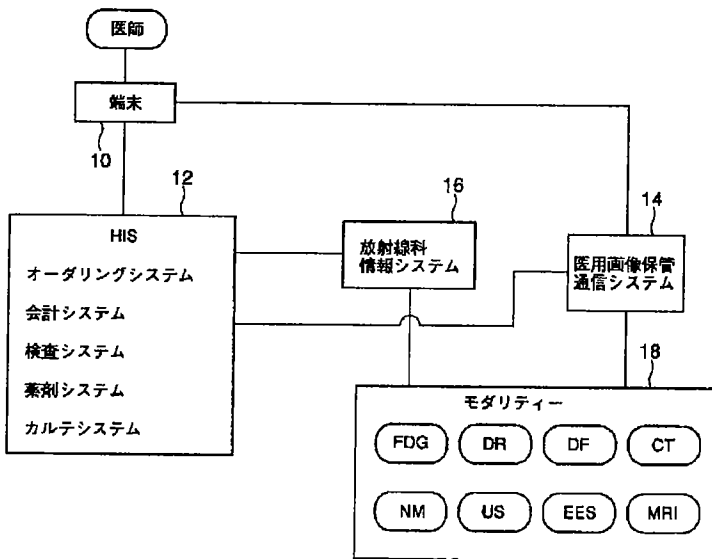 医師
端末
10
12
HIS
オーダリングシステム
会計システム
検査システム
薬剤システム
カルテシステム
16
放射線科
情報システム
14
医用画像保管
通信システム
18
モダリティー
FDG
DR
DF
CT
NM
US
EES
MRI